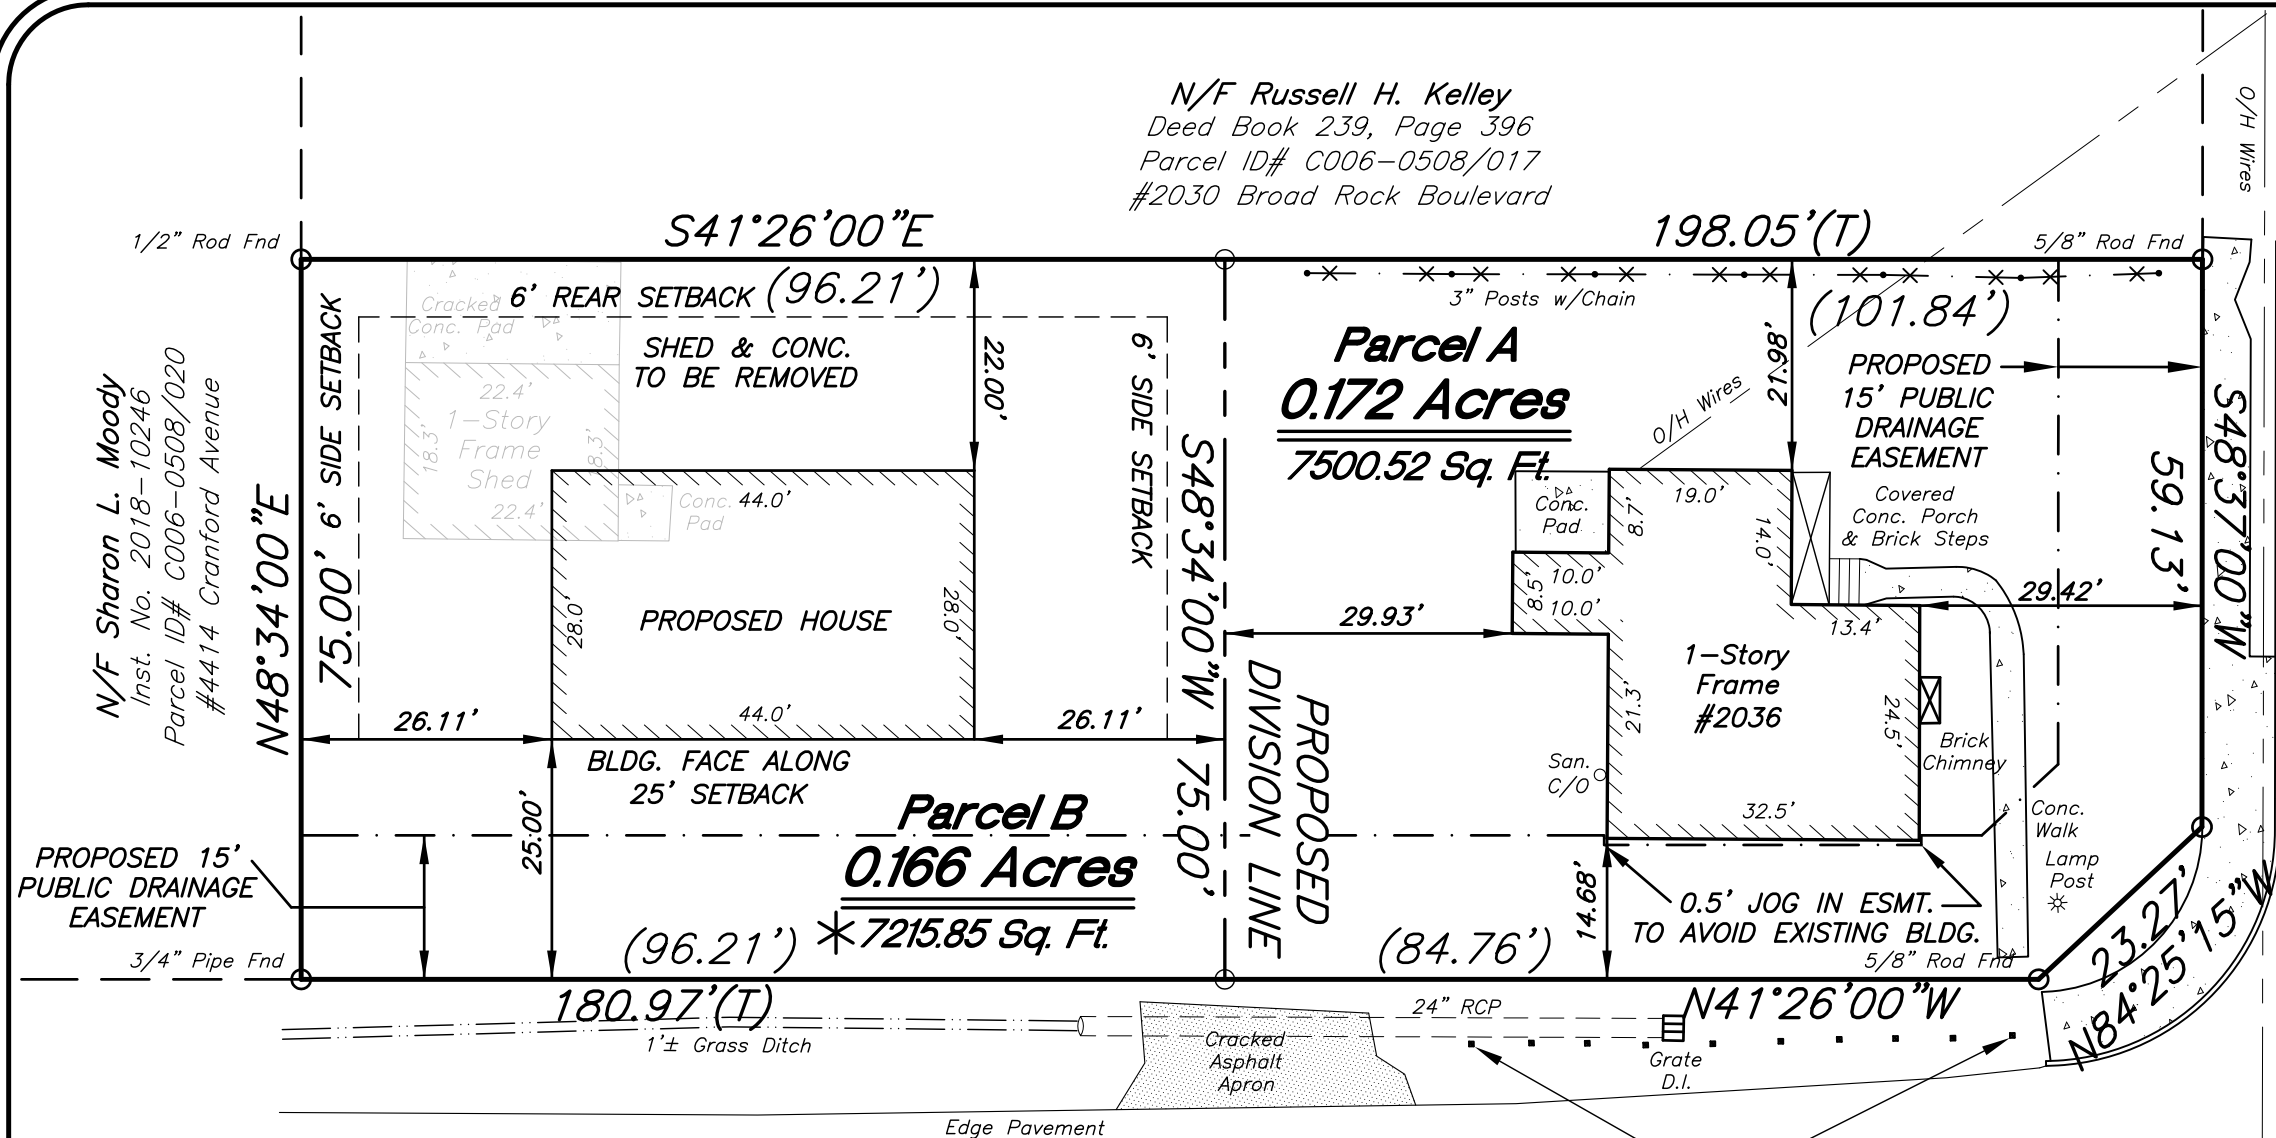 N/F Russell H. Kelley
Deed Book 239, Page 396
Parcel ID# C006-0508/017
#2030 Broad Rock Boulevard
O/H Wires
1/2" Rod Fnd
S41°26'00"E
198.05'(T)
5/8" Rod Fnd
6' REAR SETBACK (96.21')
Cracked
Conc. Pad
SHED & CONC.
TO BE REMOVED
3" Posts w/Chain
(101.84')
22.00'
21.98'
Parcel A
0.172 Acres
7500.52 Sq. Ft.
PROPOSED
15' PUBLIC
DRAINAGE
EASEMENT
N/F Sharon L. Moody
Inst. No. 2018-10246
Parcel ID# C006-0508/020
#4414 Cranford Avenue
N48°34'00"E
75.00'
6' SIDE SETBACK
22.4'
1-Story
Frame
Shed
18.3'
18.3'
22.4'
Conc.
Pad
44.0'
28.0'
PROPOSED HOUSE
28.0'
44.0'
6' SIDE SETBACK
S48°34'00"W
75.00'
O/H Wires
Conc.
Pad
8.7'
19.0'
14.0'
Covered
Conc. Porch
& Brick Steps
8.5'
10.0'
10.0'
29.93'
29.42'
13.4'
1-Story
Frame
#2036
21.3'
24.5'
32.5'
Brick
Chimney
San.
C/O
59.13'
S48°37'00"W
26.11'
26.11'
BLDG. FACE ALONG
25' SETBACK
25.00'
Parcel B
0.166 Acres
*7215.85 Sq. Ft.
PROPOSED
DIVISION LINE
PROPOSED 15'
PUBLIC DRAINAGE
EASEMENT
Conc.
Walk
Lamp
Post
14.68'
0.5' JOG IN ESMT.
TO AVOID EXISTING BLDG.
3/4" Pipe Fnd
(96.21')
(84.76')
5/8" Rod Fnd
23.27'
N84°25'15"W
180.97'(T)
N41°26'00"W
1'± Grass Ditch
24" RCP
Cracked
Asphalt
Apron
Grate
D.I.
Edge Pavement